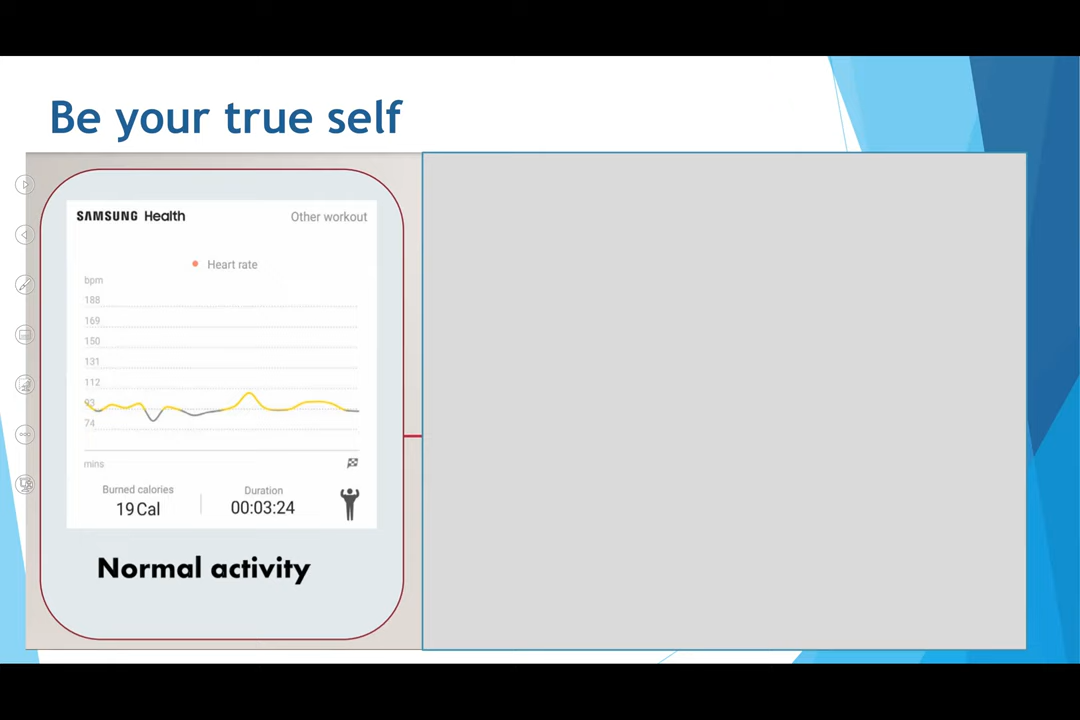 Be your true self
SAMSUNG Health
Other workout
Heart rate
bpm
188
169
150
131
112
93
74
mins
Burned calories
19 Cal
Duration
00:03:24
Normal activity